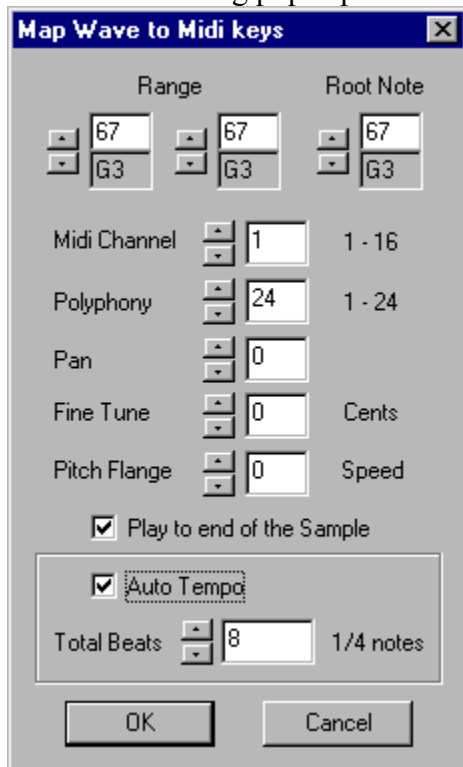 Map Wave to Midi keys
Range Root Note
67 67 67
G3 G3 G3
Midi Channel 1 1 - 16
Polyphony 24 1 - 24
Pan 0
Fine Tune 0 Cents
Pitch Flange 0 Speed
Play to end of the Sample
Auto Tempo
Total Beats 8 1/4 notes
OK Cancel